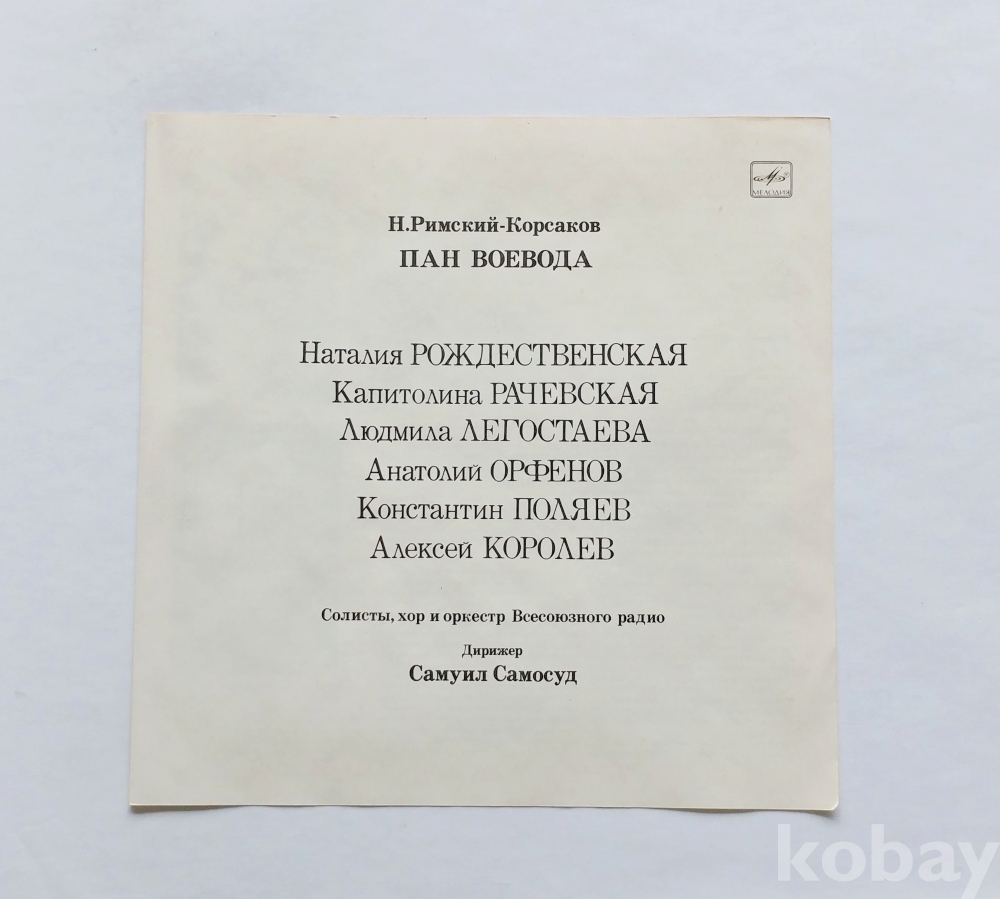 МЕЛОДИЯ
Н.Римский-Корсаков
ПАН ВОЕВОДА
Наталия РОЖДЕСТВЕНСКАЯ
Капитолина РАЧЕВСКАЯ
Людмила ЛЕГОСТАЕВА
Анатолий ОРФЕНОВ
Константин ПОЛЯЕВ
Алексей КОРОЛЕВ
Солисты, хор и оркестр Всесоюзного радио
Дирижер
Самуил Самосуд
kobay